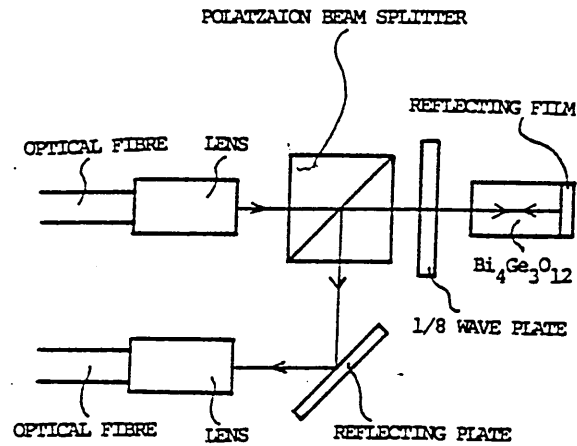 POLATZAION BEAM SPLITTER
REFLECTING FILM
OPTICAL FIBRE
LENS
Bi4Ge3O12
1/8 WAVE PLATE
OPTICAL FIBRE
LENS
REFLECTING PLATE